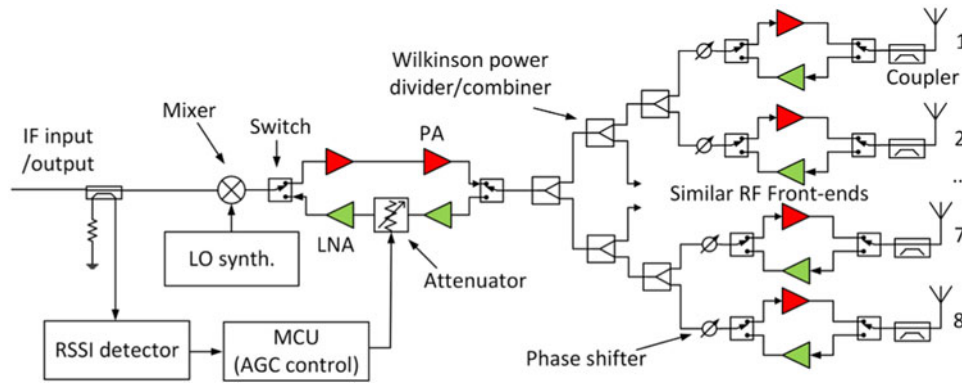 1
Wilkinson power
divider/combiner
Coupler
Mixer
Switch
PA
IF input
/output
2
...
Similar RF Front-ends
LNA
LO synth.
Attenuator
7
RSSI detector
MCU
(AGC control)
Phase shifter
8